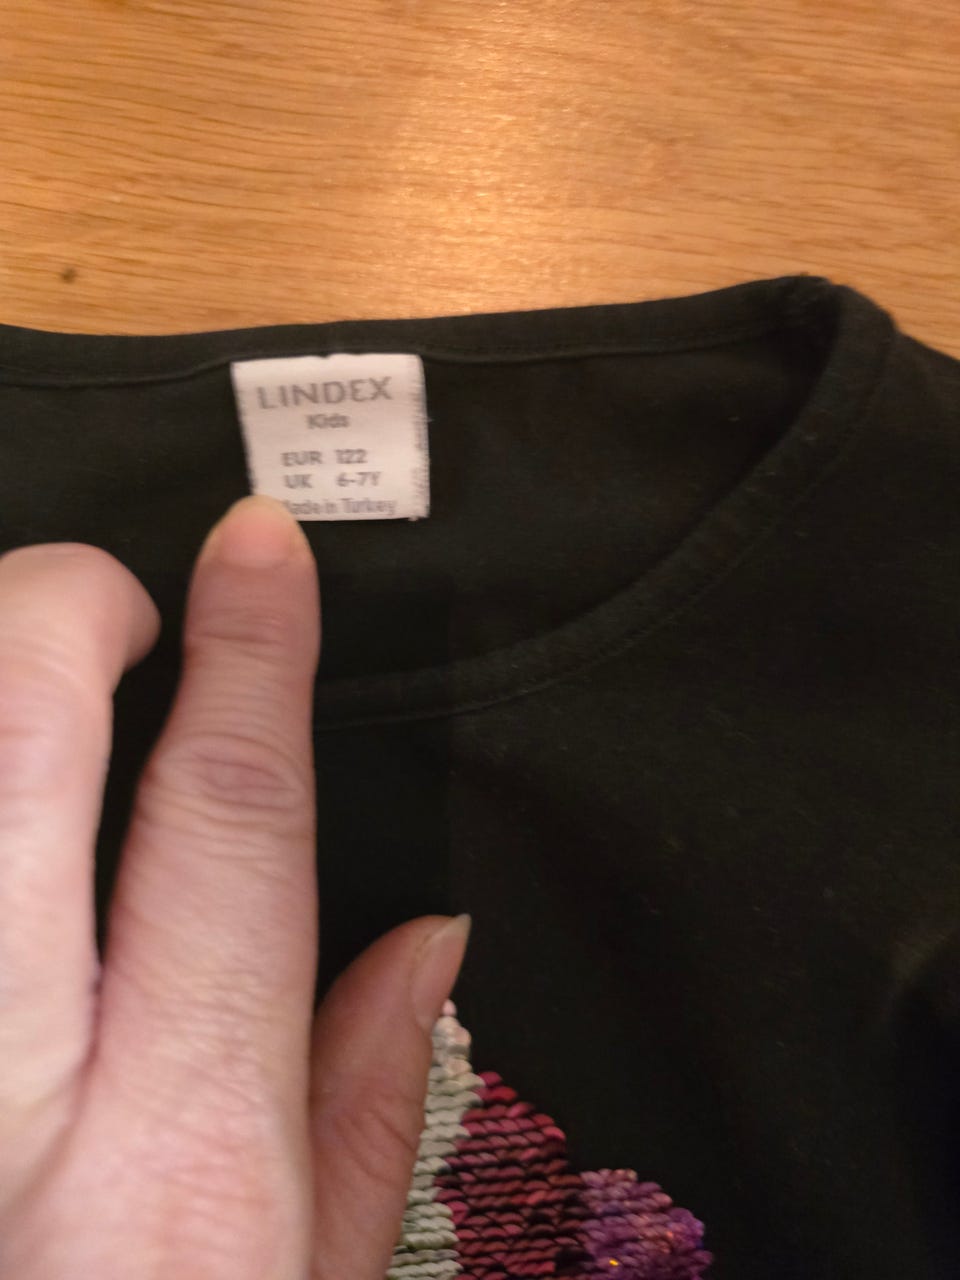 LINDEX
Kids
EUR 122
UK 6-7Y
Made in Turkey